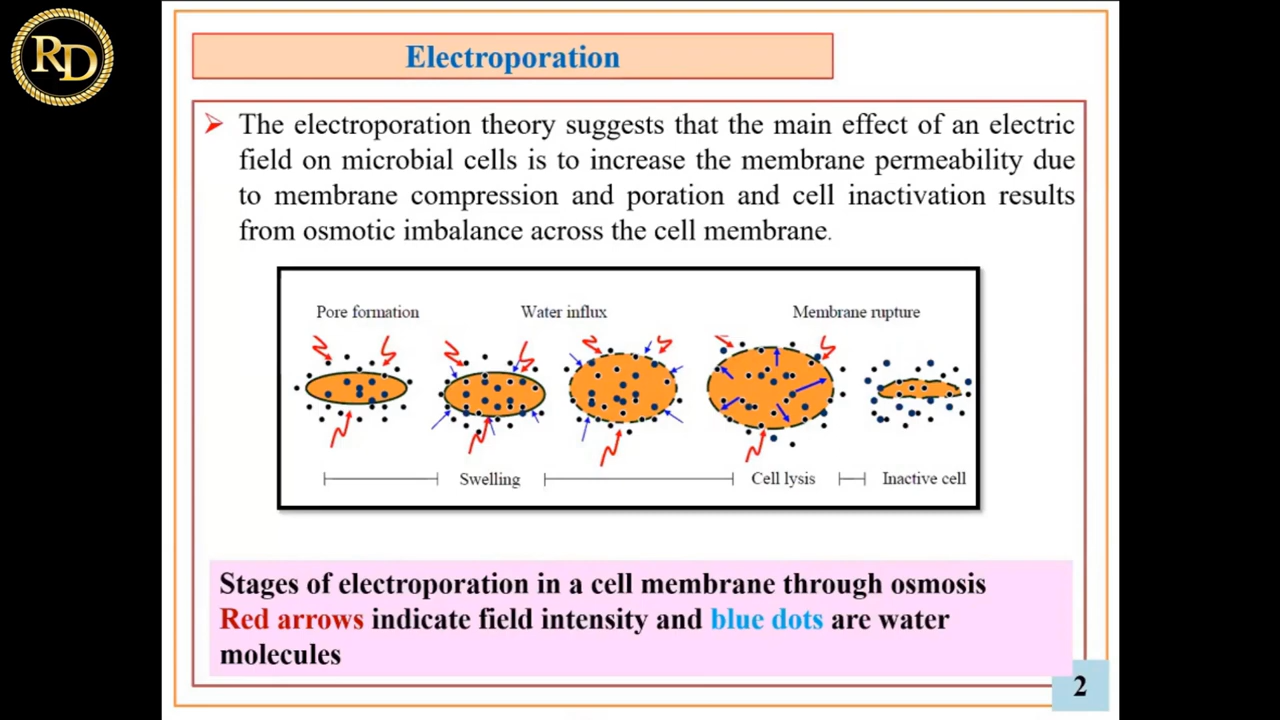 RD
Electroporation
The electroporation theory suggests that the main effect of an electric
field on microbial cells is to increase the membrane permeability due
to membrane compression and poration and cell inactivation results
from osmotic imbalance across the cell membrane.
Pore formation Water influx Membrane rupture
Swelling Cell lysis Inactive cell
Stages of electroporation in a cell membrane through osmosis
Red arrows indicate field intensity and blue dots are water
molecules
2